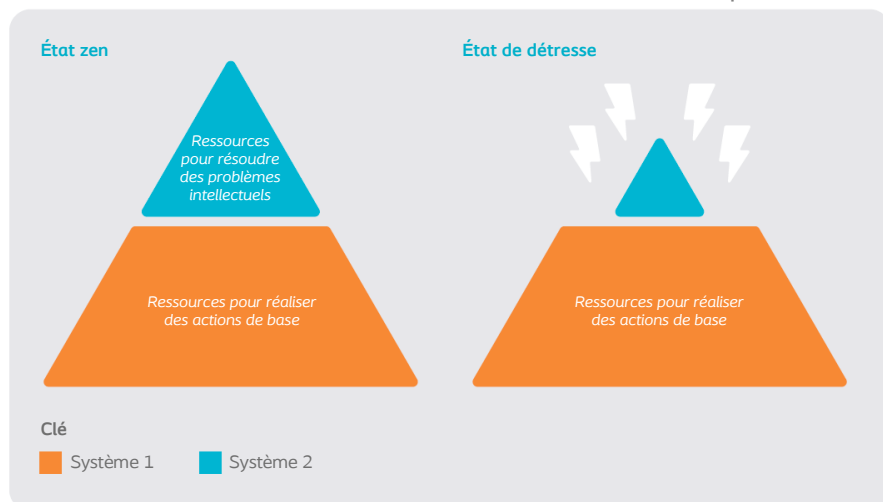 État zen
État de détresse
Ressources
pour résoudre
des problèmes
intellectuels
Ressources pour réaliser
des actions de base
Ressources pour réaliser
des actions de base
Clé
Système 1
Système 2